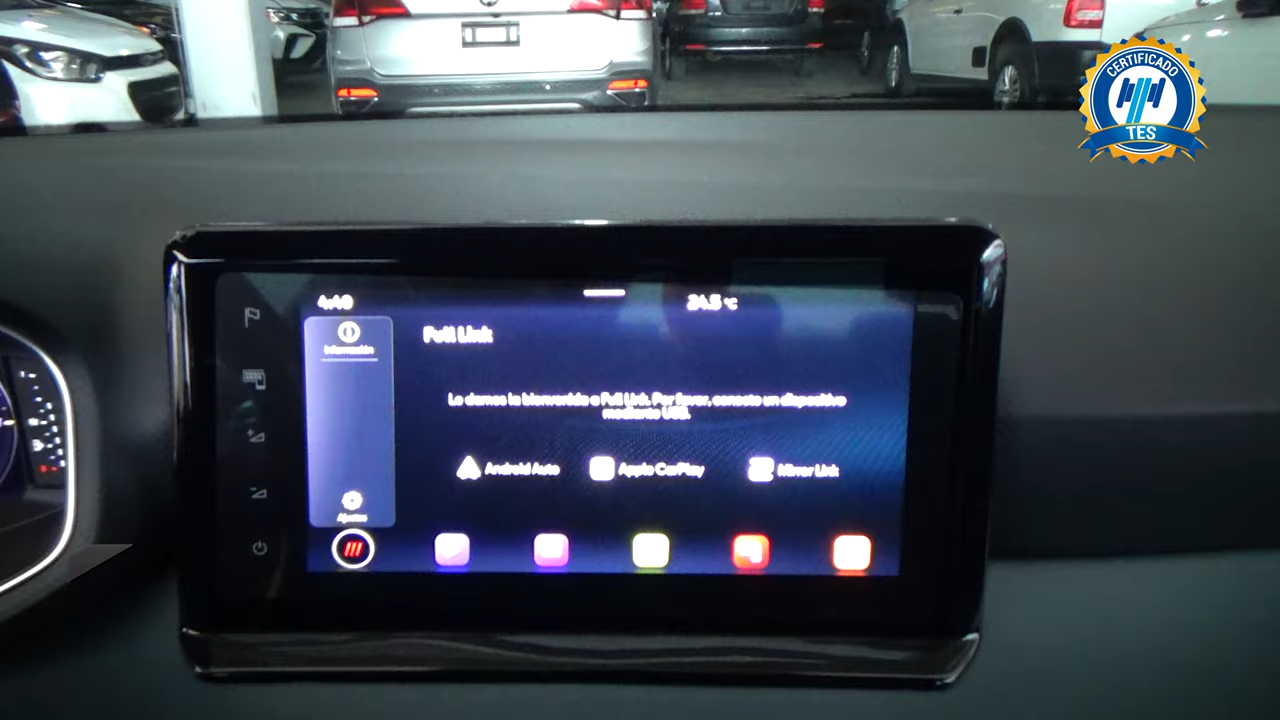 CERTIFICADO
TES
4:40
24.5 °C
Información
Full Link
Le damos la bienvenida a Full Link. Por favor, conecte un dispositivo
mediante USB.
Android Auto
Apple CarPlay
Mirror Link
Ajustes